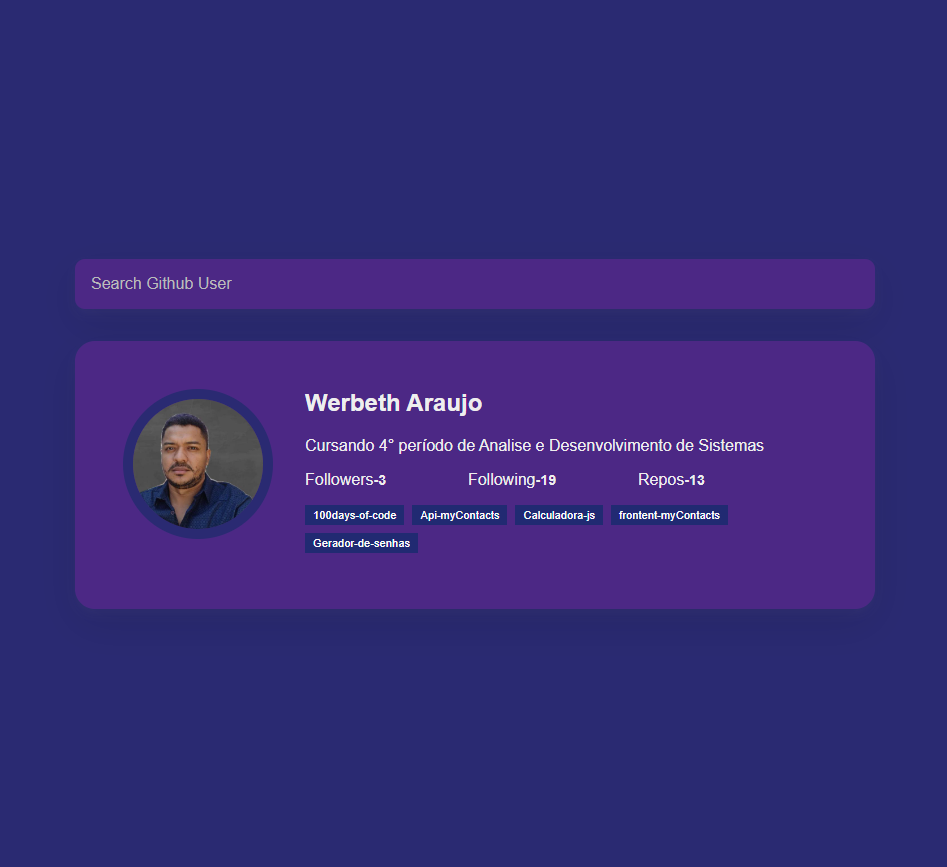 Search Github User
Werbeth Araujo
Cursando 4° período de Analise e Desenvolvimento de Sistemas
Followers-3 Following-19 Repos-13
100days-of-code Api-myContacts Calculadora-js frontent-myContacts
Gerador-de-senhas